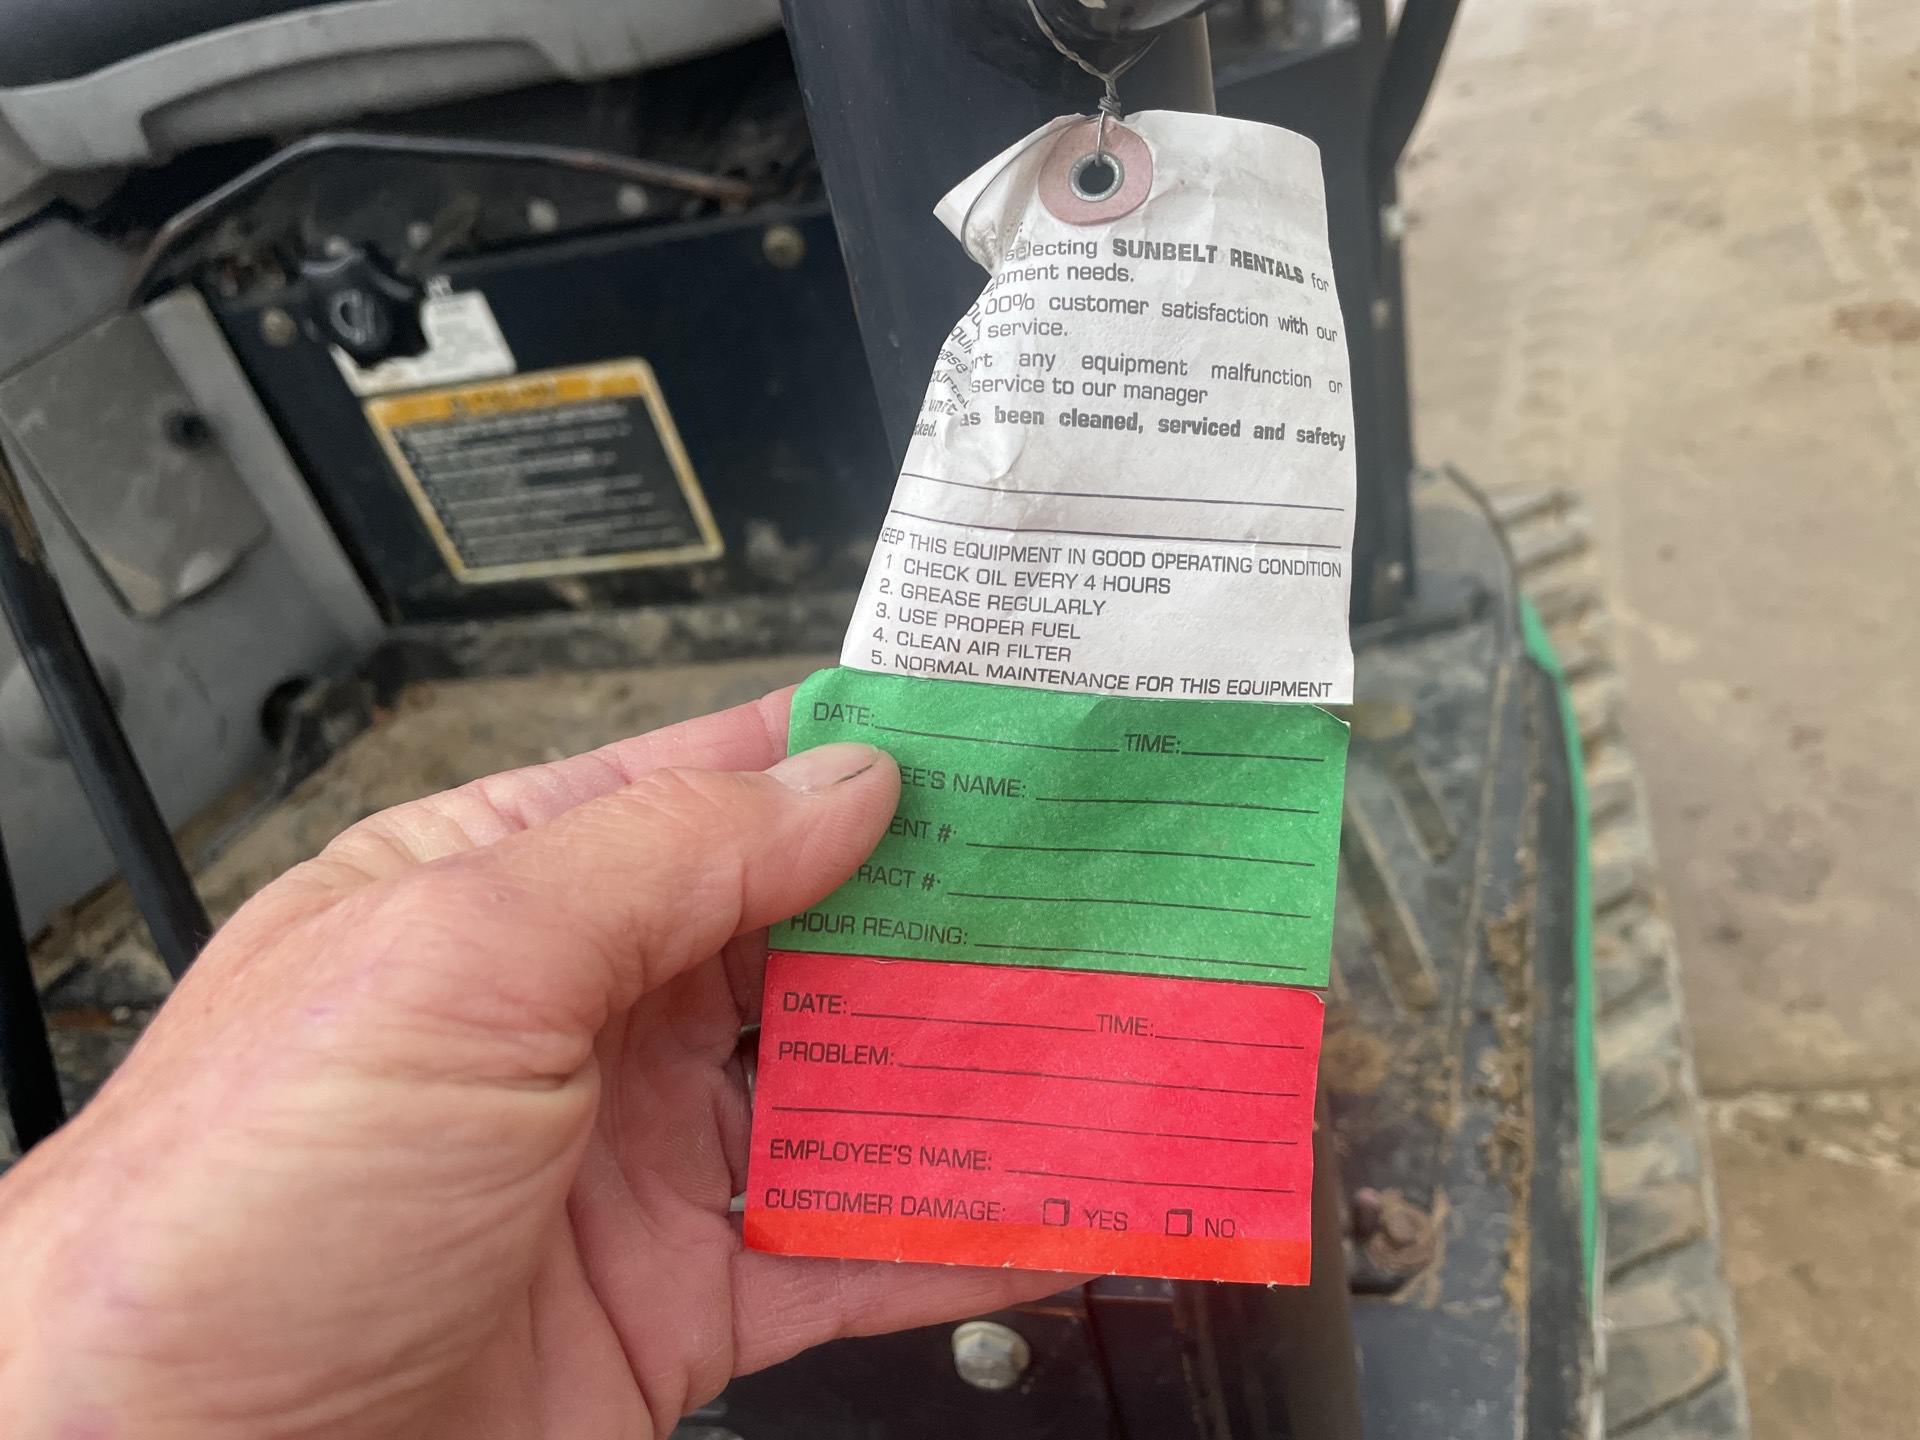 selecting SUNBELT RENTALS for
pment needs.
00% customer satisfaction with our
service.
rt any equipment malfunction or
service to our manager
unit as been cleaned, serviced and safety
cked.
KEEP THIS EQUIPMENT IN GOOD OPERATING CONDITION
1 CHECK OIL EVERY 4 HOURS
2. GREASE REGULARLY
3. USE PROPER FUEL
4. CLEAN AIR FILTER
5. NORMAL MAINTENANCE FOR THIS EQUIPMENT
DATE: TIME:
EE'S NAME:
ENT #:
RACT #:
HOUR READING:
DATE: TIME:
PROBLEM:
EMPLOYEE'S NAME:
CUSTOMER DAMAGE: YES NO